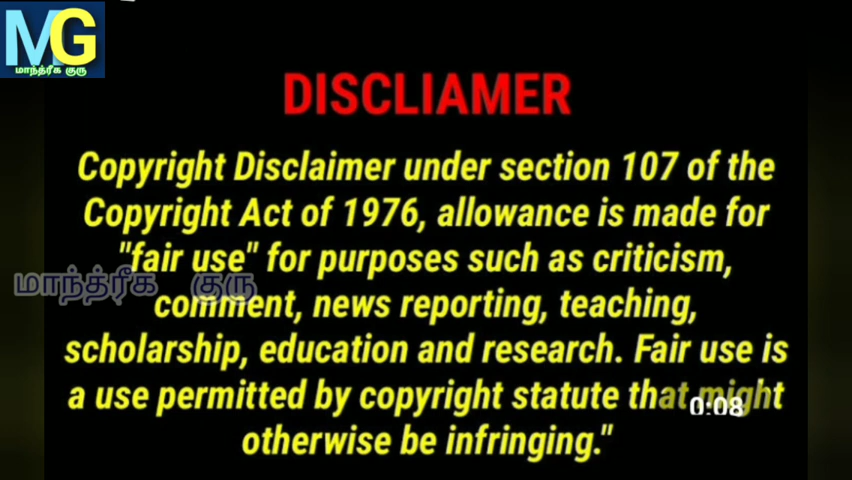 MG
மாந்த்ரீக குரு
DISCLIAMER
Copyright Disclaimer under section 107 of the
Copyright Act of 1976, allowance is made for
"fair use" for purposes such as criticism,
மாந்த்ரீக குரு
comment, news reporting, teaching,
scholarship, education and research. Fair use is
a use permitted by copyright statute that might
0:08
otherwise be infringing."